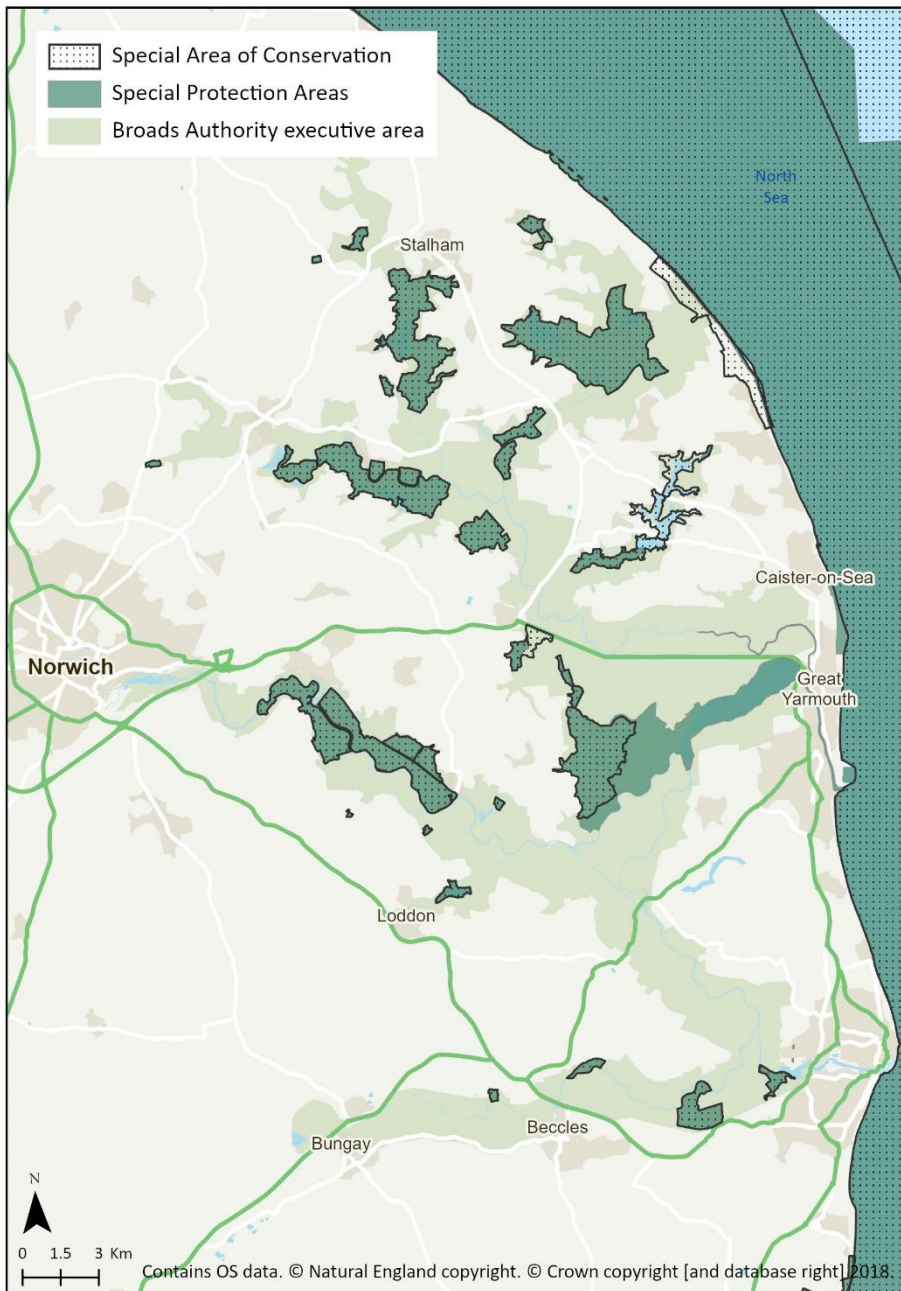 Special Area of Conservation
Special Protection Areas
Broads Authority executive area
North
Sea
Stalham
Caister-on-Sea
Norwich
Great
Yarmouth
Loddon
Beccles
Bungay
N
0 1.5 3 Km
Contains OS data. © Natural England copyright. © Crown copyright [and database right] 2018.